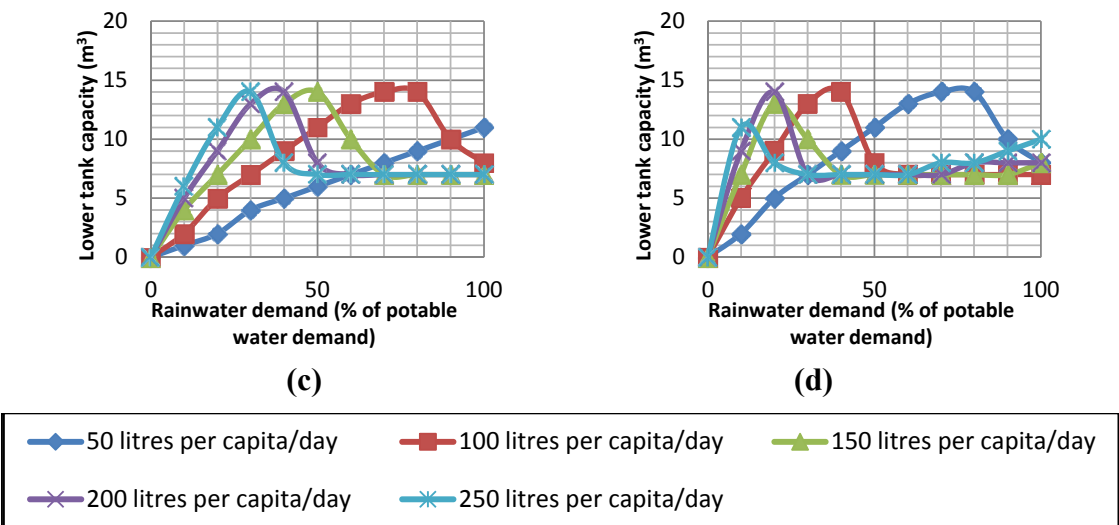 Lower tank capacity (m³)
20
15
10
5
0
0
50
100
Rainwater demand (% of potable
water demand)
(c)
Lower tank capacity (m³)
20
15
10
5
0
0
50
100
Rainwater demand (% of potable
water demand)
(d)
50 litres per capita/day
100 litres per capita/day
150 litres per capita/day
200 litres per capita/day
250 litres per capita/day